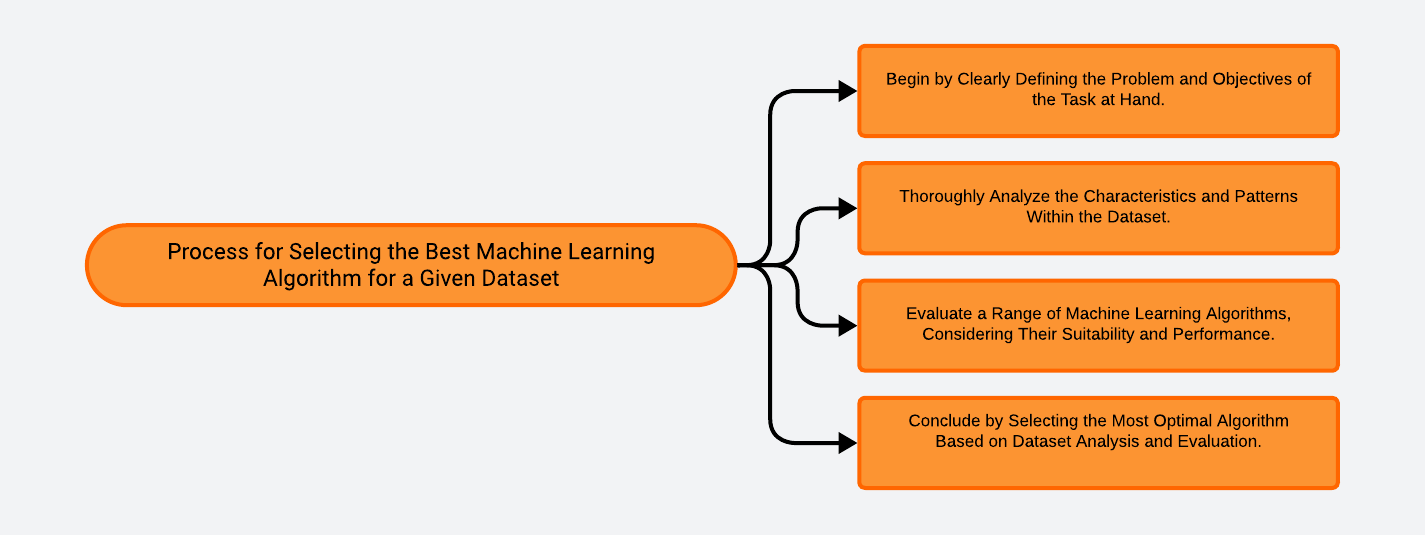 Process for Selecting the Best Machine Learning
Algorithm for a Given Dataset
Begin by Clearly Defining the Problem and Objectives of
the Task at Hand.
Thoroughly Analyze the Characteristics and Patterns
Within the Dataset.
Evaluate a Range of Machine Learning Algorithms,
Considering Their Suitability and Performance.
Conclude by Selecting the Most Optimal Algorithm
Based on Dataset Analysis and Evaluation.